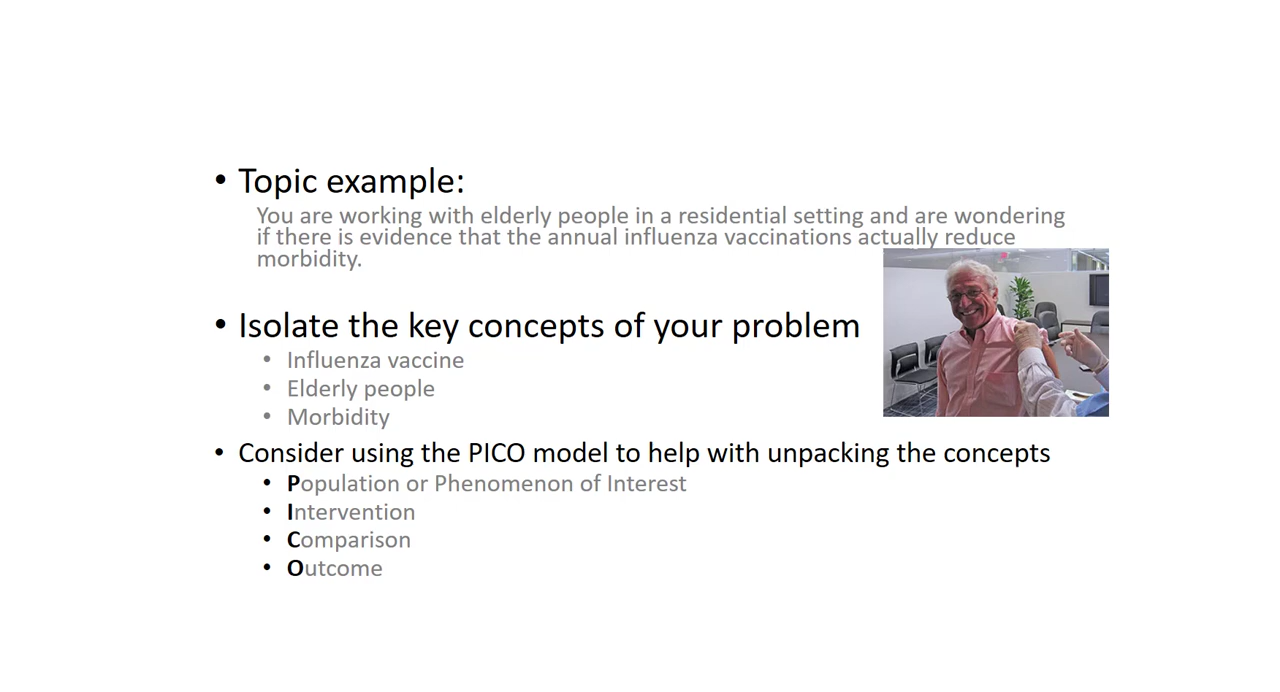 • Topic example:
You are working with elderly people in a residential setting and are wondering
if there is evidence that the annual influenza vaccinations actually reduce
morbidity.
• Isolate the key concepts of your problem
• Influenza vaccine
• Elderly people
• Morbidity
• Consider using the PICO model to help with unpacking the concepts
• Population or Phenomenon of Interest
• Intervention
• Comparison
• Outcome